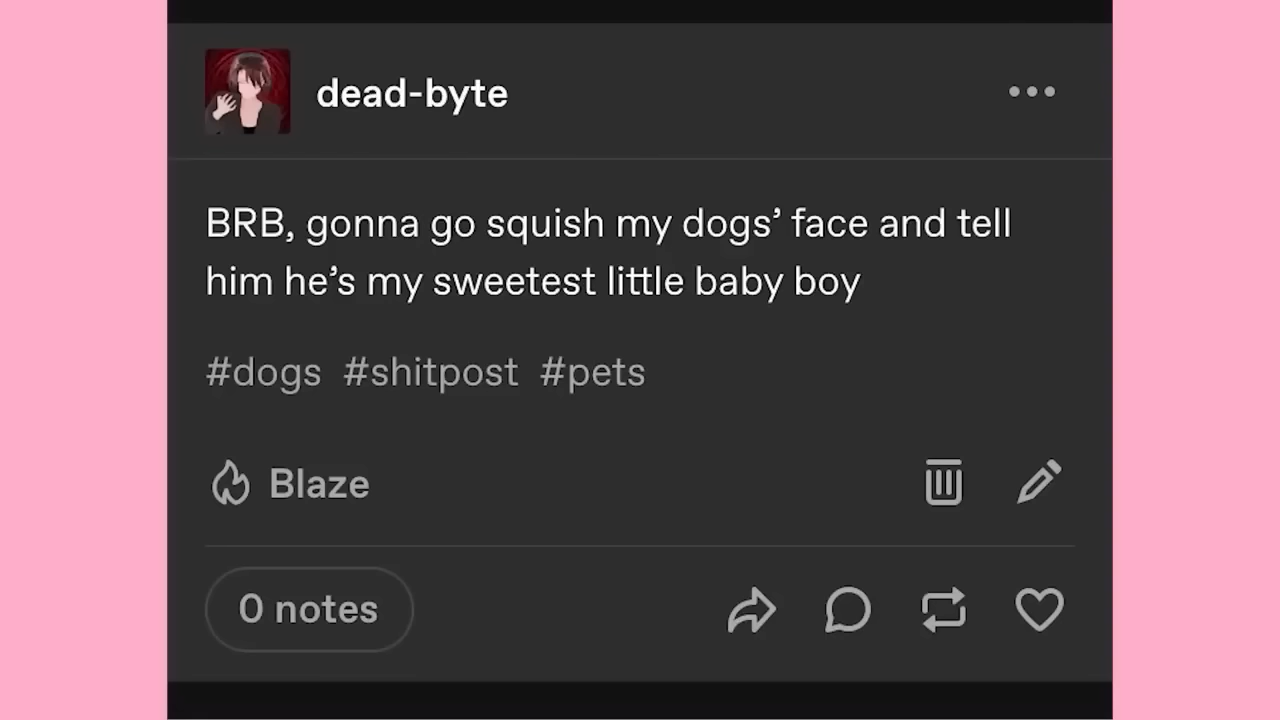 dead-byte
BRB, gonna go squish my dogs’ face and tell
him he’s my sweetest little baby boy
#dogs #shitpost #pets
Blaze
0 notes